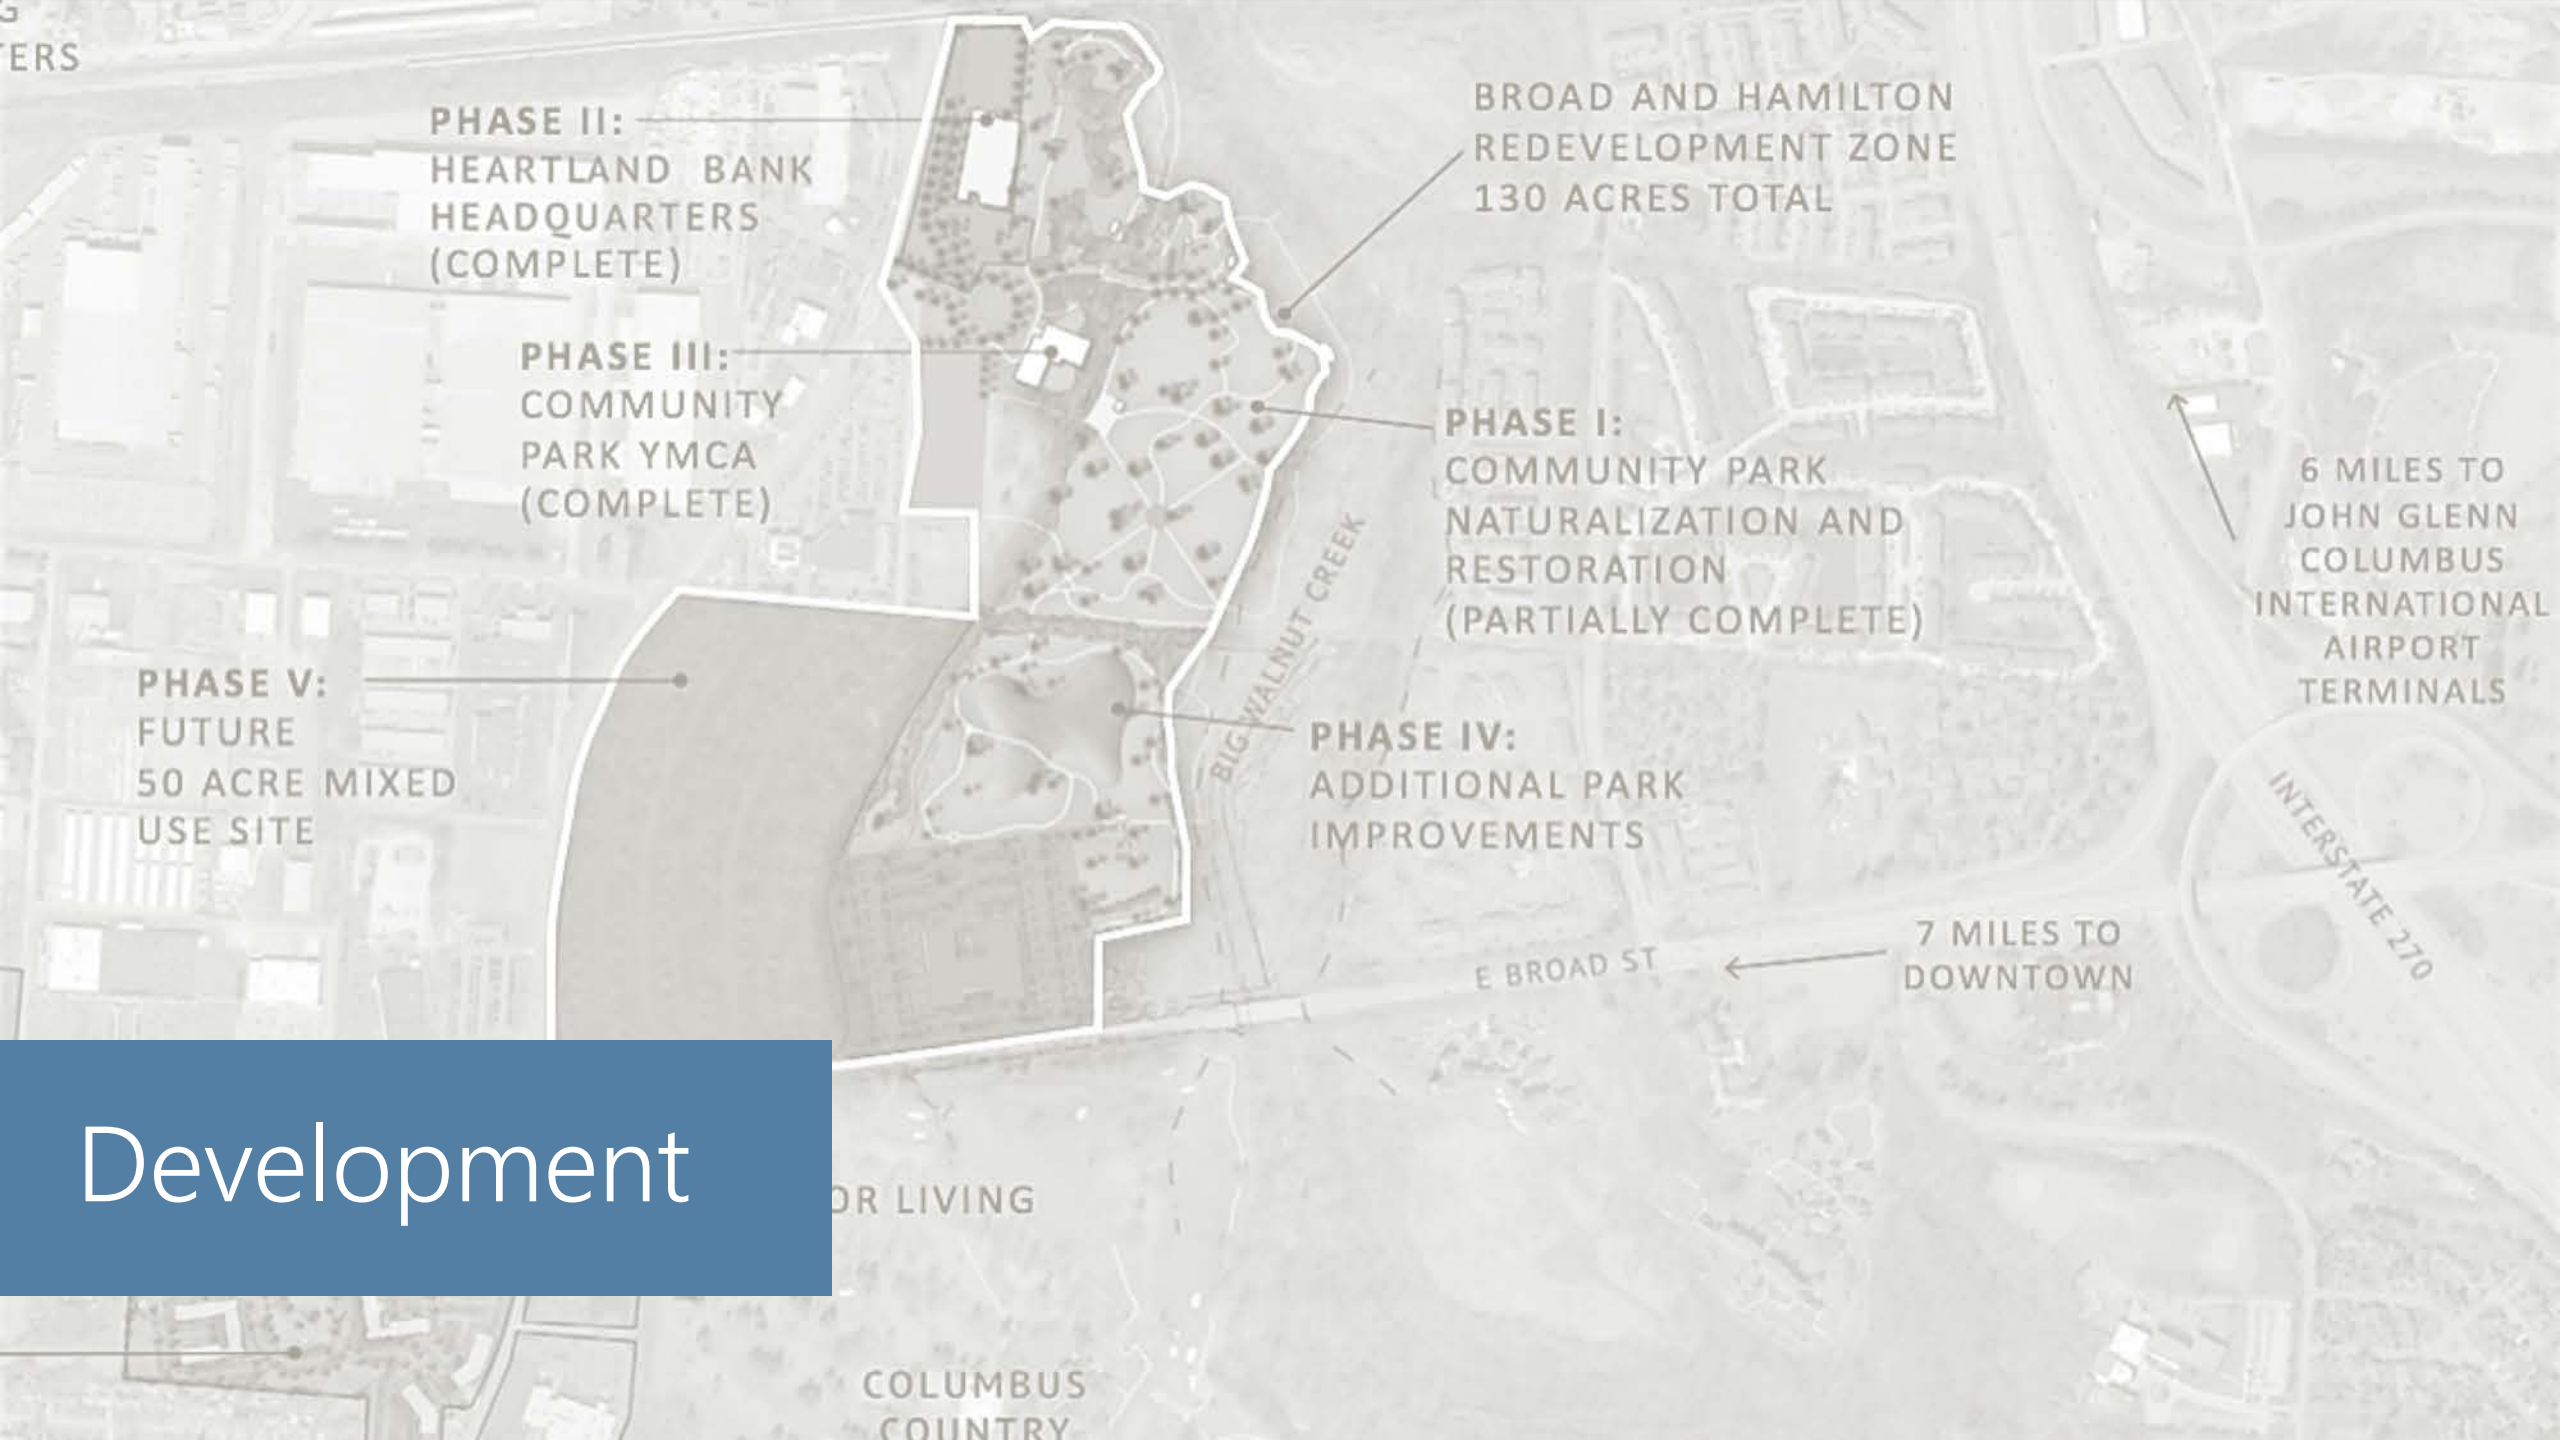 G
ERS
PHASE II:
HEARTLAND BANK
HEADQUARTERS
(COMPLETE)
BROAD AND HAMILTON
REDEVELOPMENT ZONE
130 ACRES TOTAL
PHASE III:
COMMUNITY
PARK YMCA
(COMPLETE)
PHASE I:
COMMUNITY PARK
NATURALIZATION AND
RESTORATION
(PARTIALLY COMPLETE)
6 MILES TO
JOHN GLENN
COLUMBUS
INTERNATIONAL
AIRPORT
TERMINALS
BIG WALNUT CREEK
PHASE V:
FUTURE
50 ACRE MIXED
USE SITE
PHASE IV:
ADDITIONAL PARK
IMPROVEMENTS
INTERSTATE 270
7 MILES TO
DOWNTOWN
E BROAD ST
Development
OR LIVING
COLUMBUS
COUNTRY